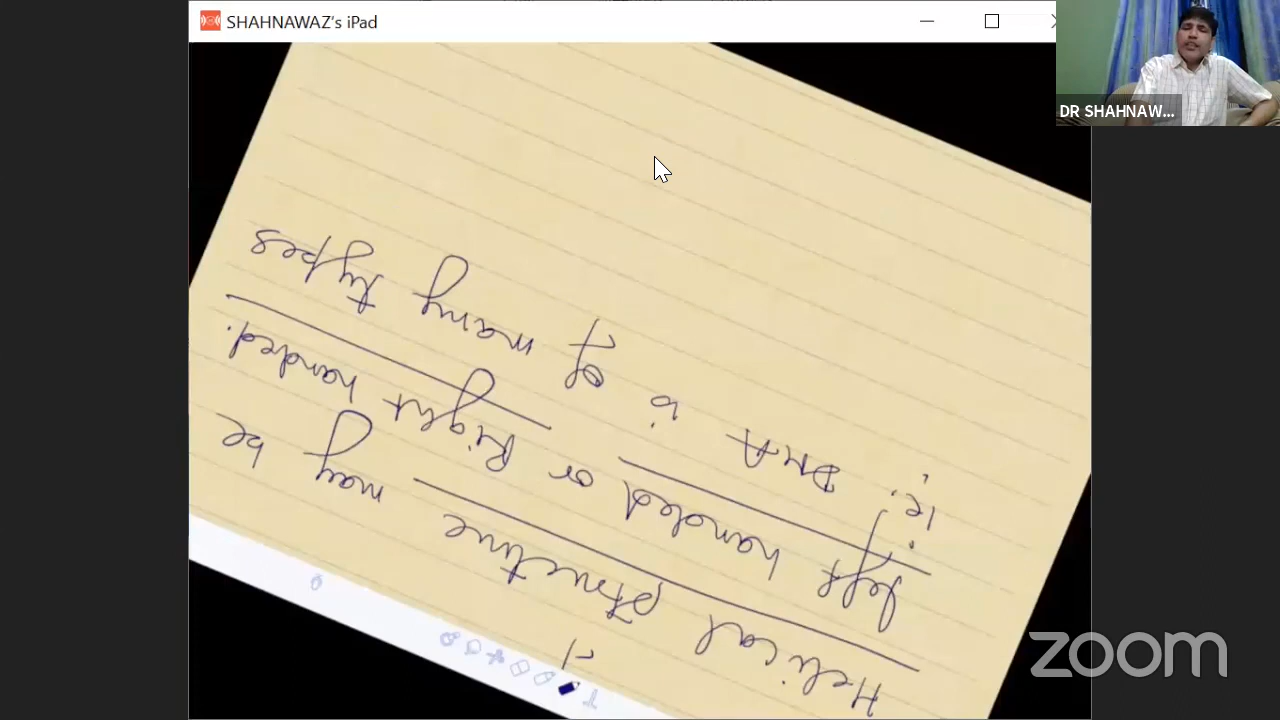 SHAHNAWAZ's iPad
DR SHAHNAW...
Helical structure may be
left handed or Right handed.
i.e. DNA is of many types
zoom